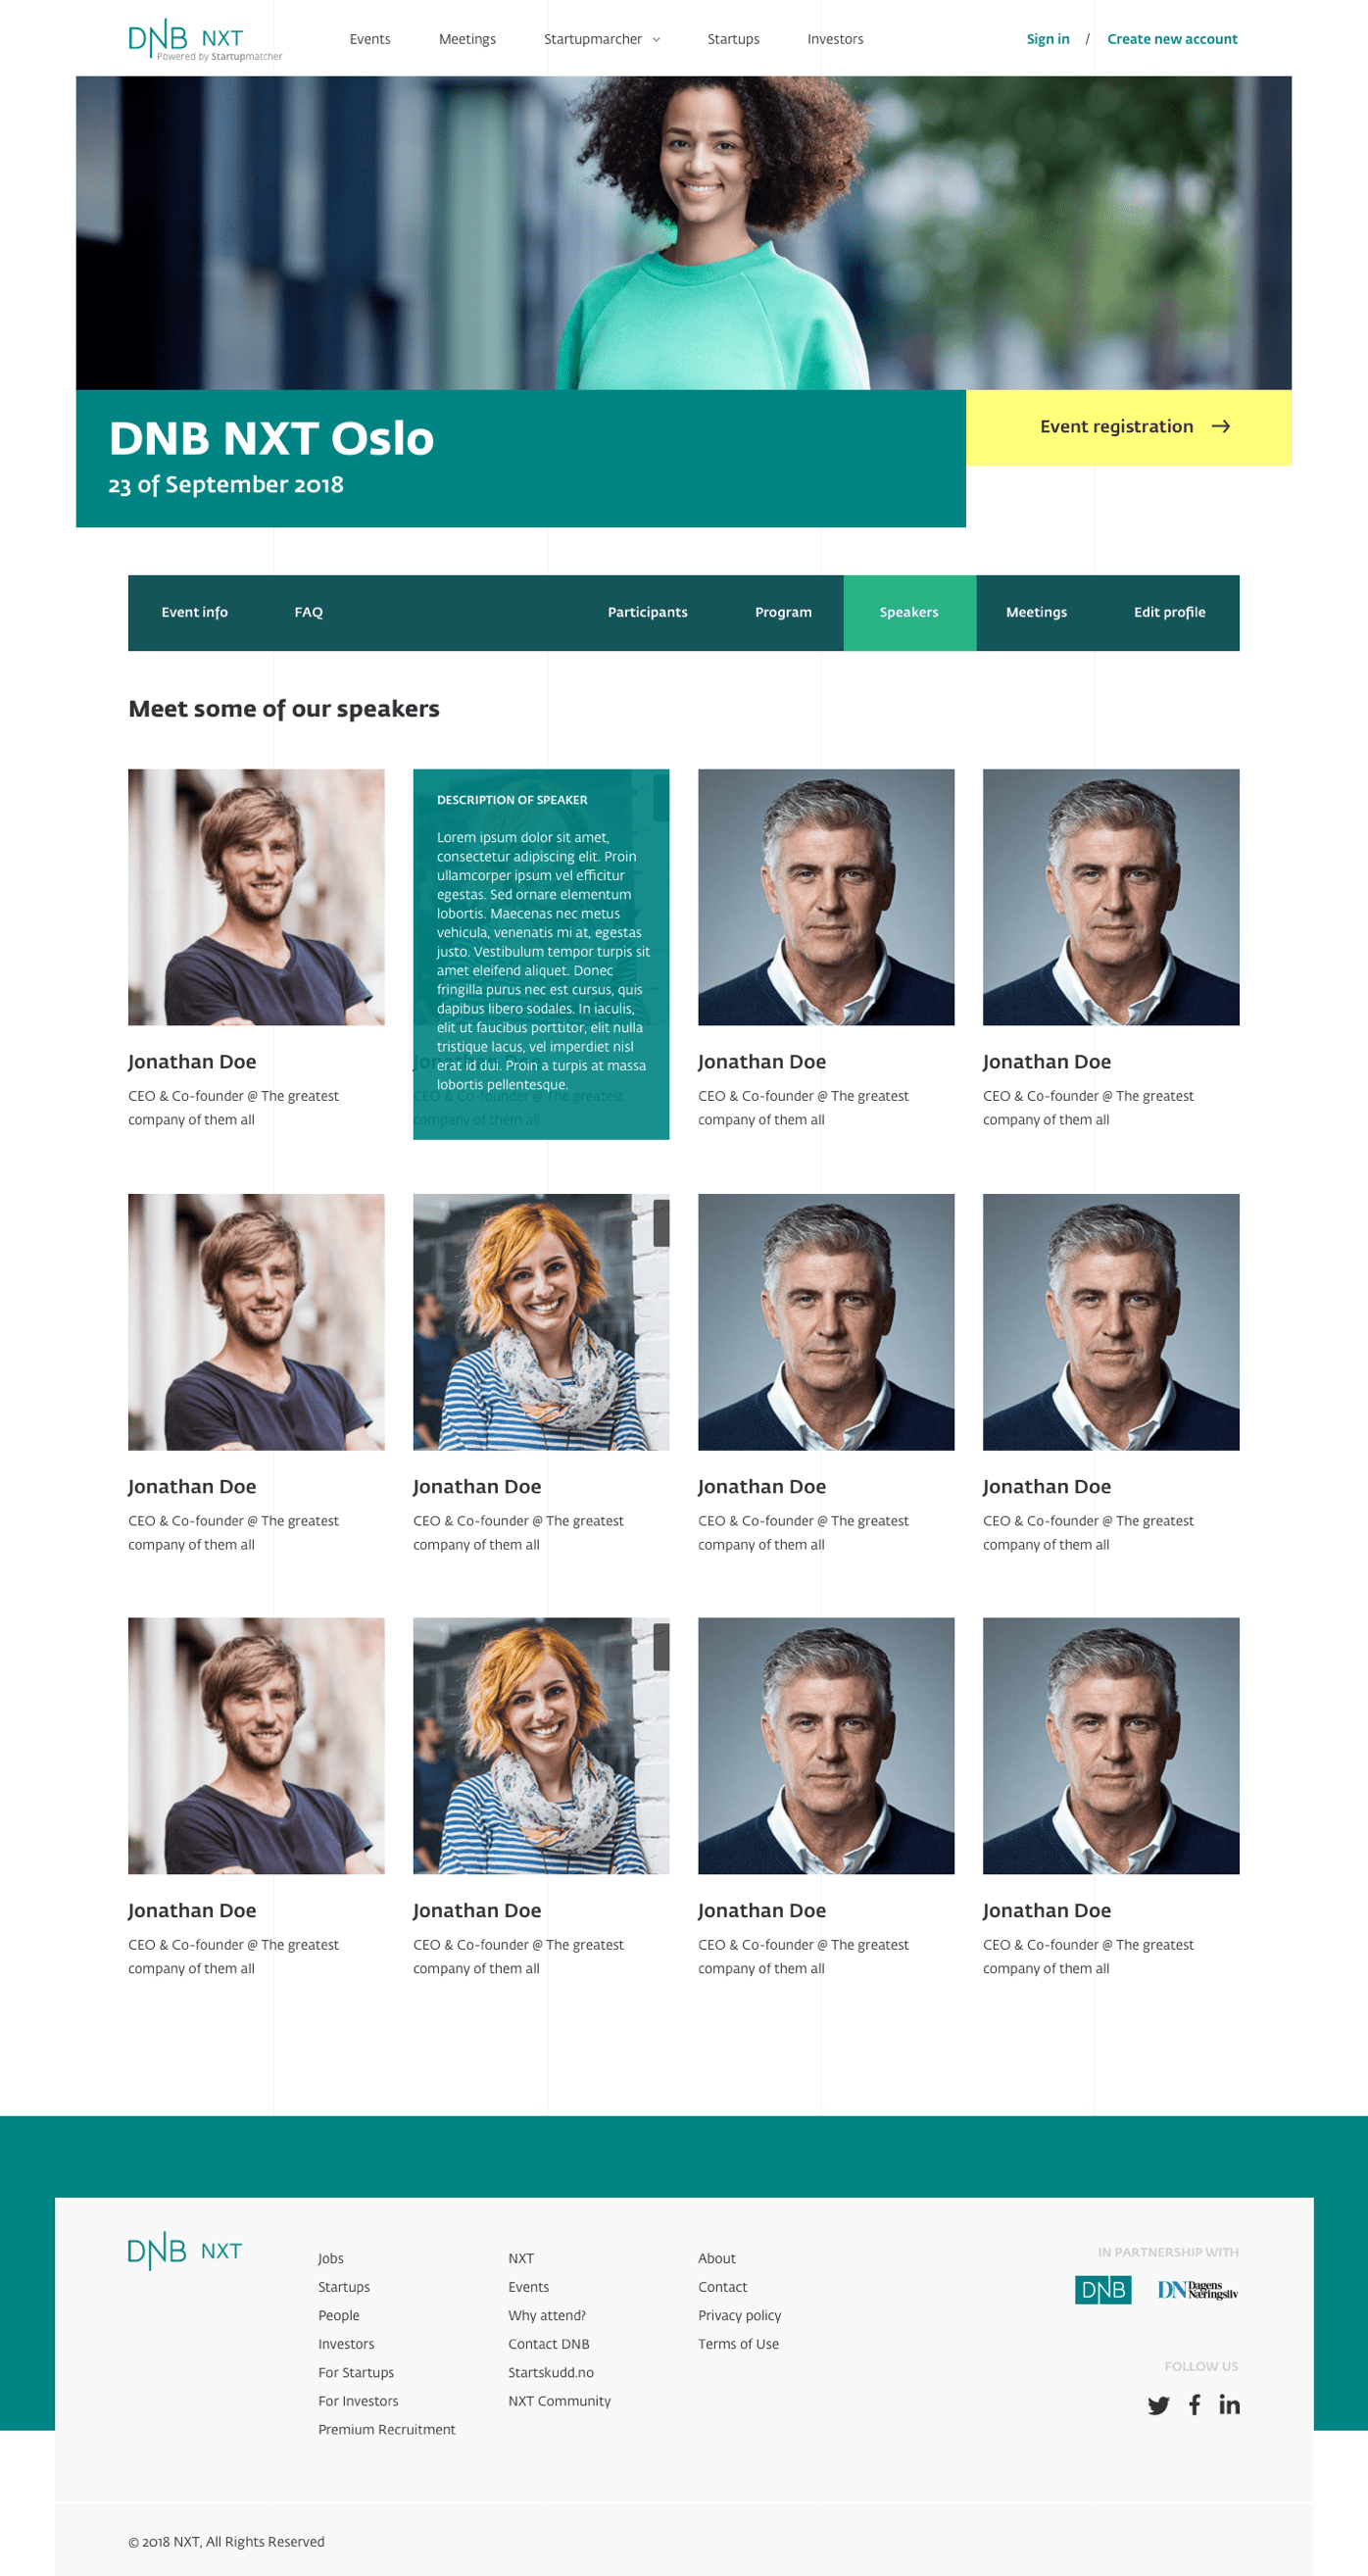 DNB NXT
Powered by Startupmatcher
Events Meetings Startupmarcher Startups Investors Sign in / Create new account
DNB NXT Oslo
23 of September 2018
Event registration
Event info FAQ Participants Program Speakers Meetings Edit profile
Meet some of our speakers
DESCRIPTION OF SPEAKER
Lorem ipsum dolor sit amet,
consectetur adipiscing elit. Proin
ullamcorper ipsum vel efficitur
egestas. Sed ornare elementum
lobortis. Maecenas nec metus
vehicula, venenatis mi at, egestas
justo. Vestibulum tempor turpis sit
amet eleifend aliquet. Donec
fringilla purus nec est cursus, quis
dapibus libero sodales. In iaculis,
elit ut faucibus porttitor, elit nulla
tristique lacus, vel imperdiet nisl
erat id dui. Proin a turpis at massa
lobortis pellentesque.
Jonathan Doe Jonathan Doe Jonathan Doe Jonathan Doe
CEO & Co-founder @ The greatest CEO & Co-founder @ The greatest CEO & Co-founder @ The greatest CEO & Co-founder @ The greatest
company of them all company of them all company of them all company of them all
Jonathan Doe Jonathan Doe Jonathan Doe Jonathan Doe
CEO & Co-founder @ The greatest CEO & Co-founder @ The greatest CEO & Co-founder @ The greatest CEO & Co-founder @ The greatest
company of them all company of them all company of them all company of them all
Jonathan Doe Jonathan Doe Jonathan Doe Jonathan Doe
CEO & Co-founder @ The greatest CEO & Co-founder @ The greatest CEO & Co-founder @ The greatest CEO & Co-founder @ The greatest
company of them all company of them all company of them all company of them all
DNB NXT
Jobs
Startups
People
Investors
For Startups
For Investors
Premium Recruitment
NXT
Events
Why attend?
Contact DNB
Startskudd.no
NXT Community
About
Contact
Privacy policy
Terms of Use
IN PARTNERSHIP WITH
DNB DN Dagens
Næringsliv
FOLLOW US
© 2018 NXT, All Rights Reserved